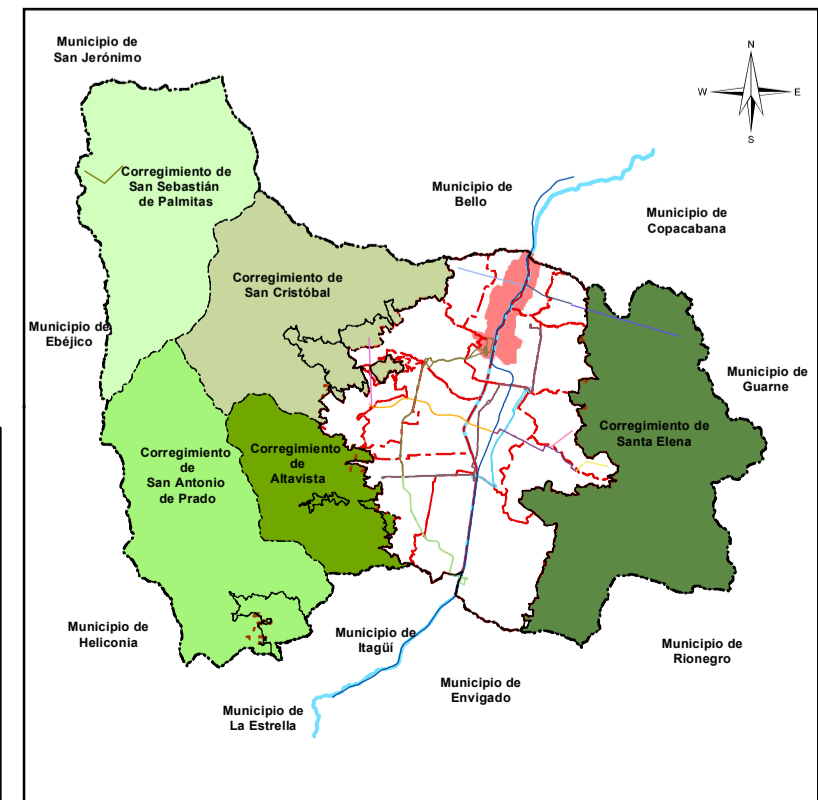 Municipio de
San Jerónimo
N
W
E
S
Corregimiento de
San Sebastián
de Palmitas
Municipio de
Bello
Municipio de
Copacabana
Corregimiento de
San Cristóbal
Municipio de
Ebéjico
Municipio de
Guarne
Corregimiento de
Santa Elena
Corregimiento
de
San Antonio
de Prado
Corregimiento
de
Altavista
Municipio de
Heliconia
Municipio de
Itagüí
Municipio de
Rionegro
Municipio de
Envigado
Municipio de
La Estrella